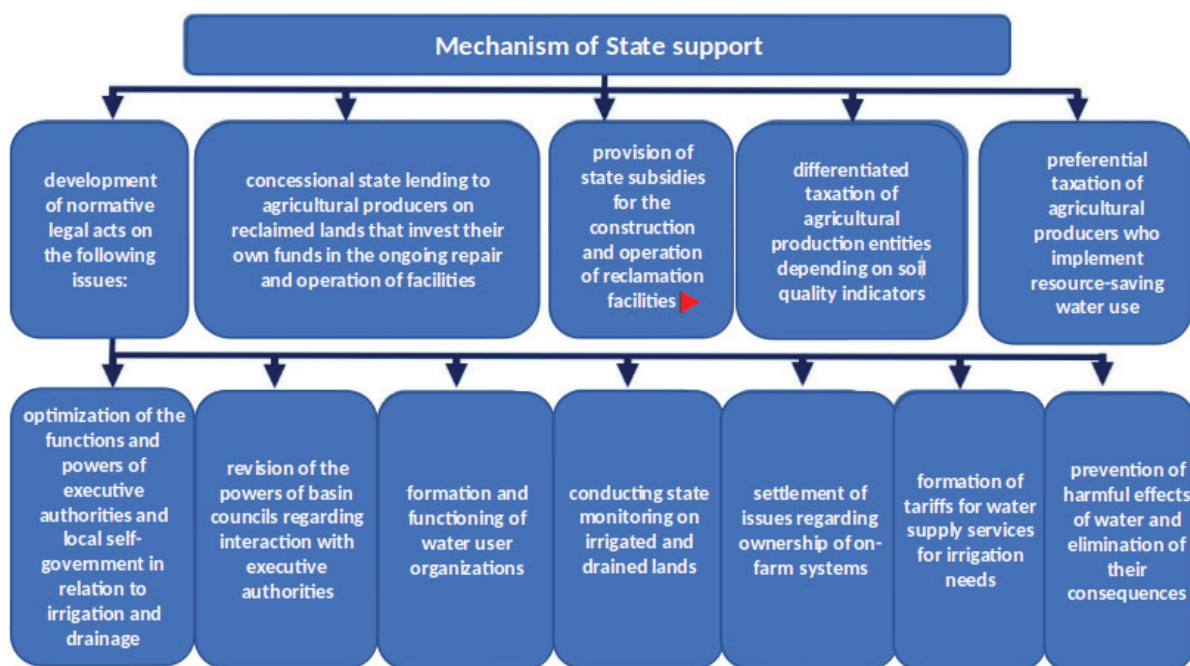 Mechanism of State support
development
of normative
legal acts on
the following
issues:
concessional state lending to
agricultural producers on
reclaimed lands that invest their
own funds in the ongoing repair
and operation of facilities
provision of
state subsidies
for the
construction
and operation
of reclamation
facilities
differentiated
taxation of
agricultural
production entities
depending on soil
quality indicators
preferential
taxation of
agricultural
producers who
implement
resource-saving
water use
optimization of the
functions and
powers of
executive
authorities and
local self-
government in
relation to
irrigation and
drainage
revision of the
powers of basin
councils regarding
interaction with
executive
authorities
formation and
functioning of
water user
organizations
conducting state
monitoring on
irrigated and
drained lands
settlement of
issues regarding
ownership of on-
farm systems
formation of
tariffs for water
supply services
for irrigation
needs
prevention of
harmful effects
of water and
elimination of
their
consequences